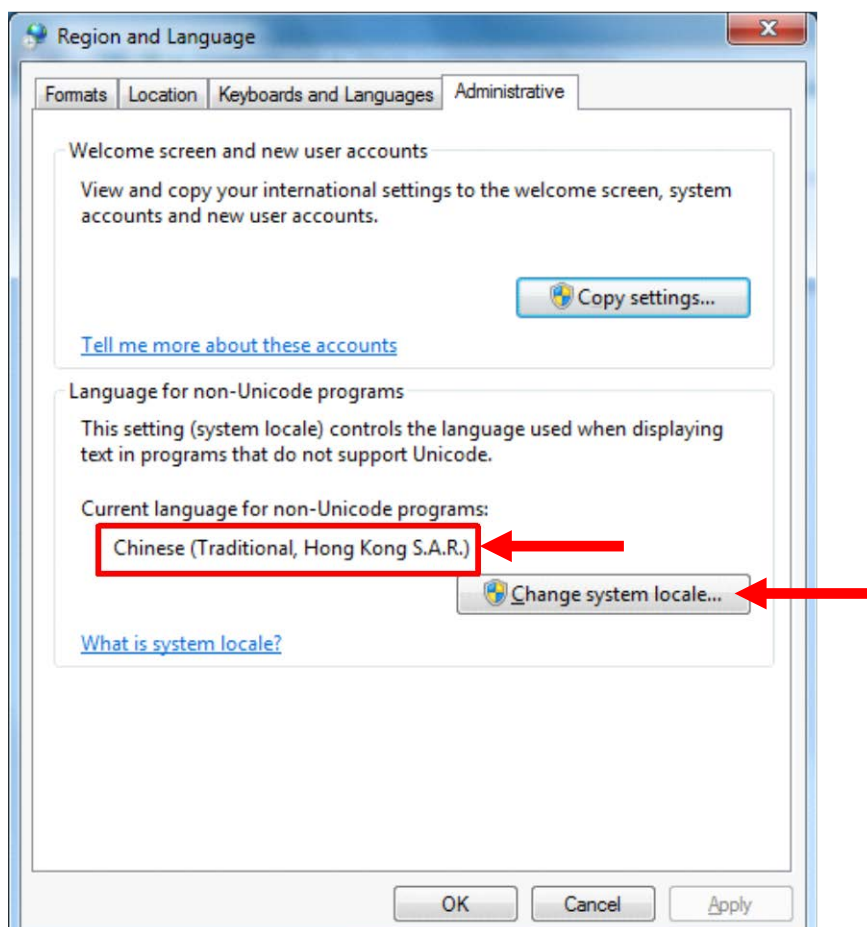 Region and Language
Formats Location Keyboards and Languages Administrative
Welcome screen and new user accounts
View and copy your international settings to the welcome screen, system
accounts and new user accounts.
Copy settings...
Tell me more about these accounts
Language for non-Unicode programs
This setting (system locale) controls the language used when displaying
text in programs that do not support Unicode.
Current language for non-Unicode programs:
Chinese (Traditional, Hong Kong S.A.R.)
Change system locale...
What is system locale?
OK Cancel Apply